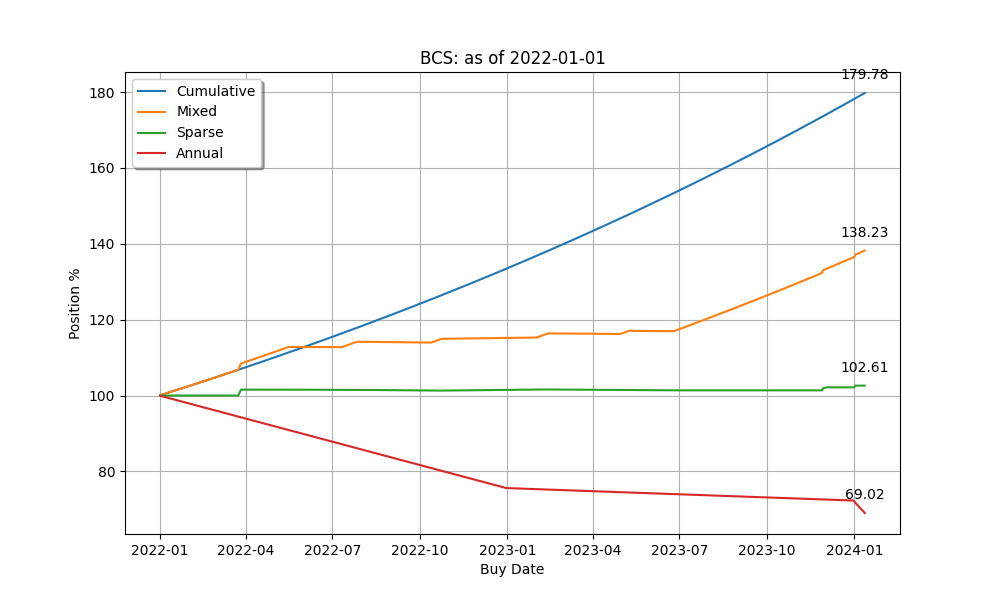 BCS: as of 2022-01-01
179.78
180
Cumulative
Mixed
Sparse
Annual
160
138.23
140
Position %
120
102.61
100
80
69.02
2022-01 2022-04 2022-07 2022-10 2023-01 2023-04 2023-07 2023-10 2024-01
Buy Date